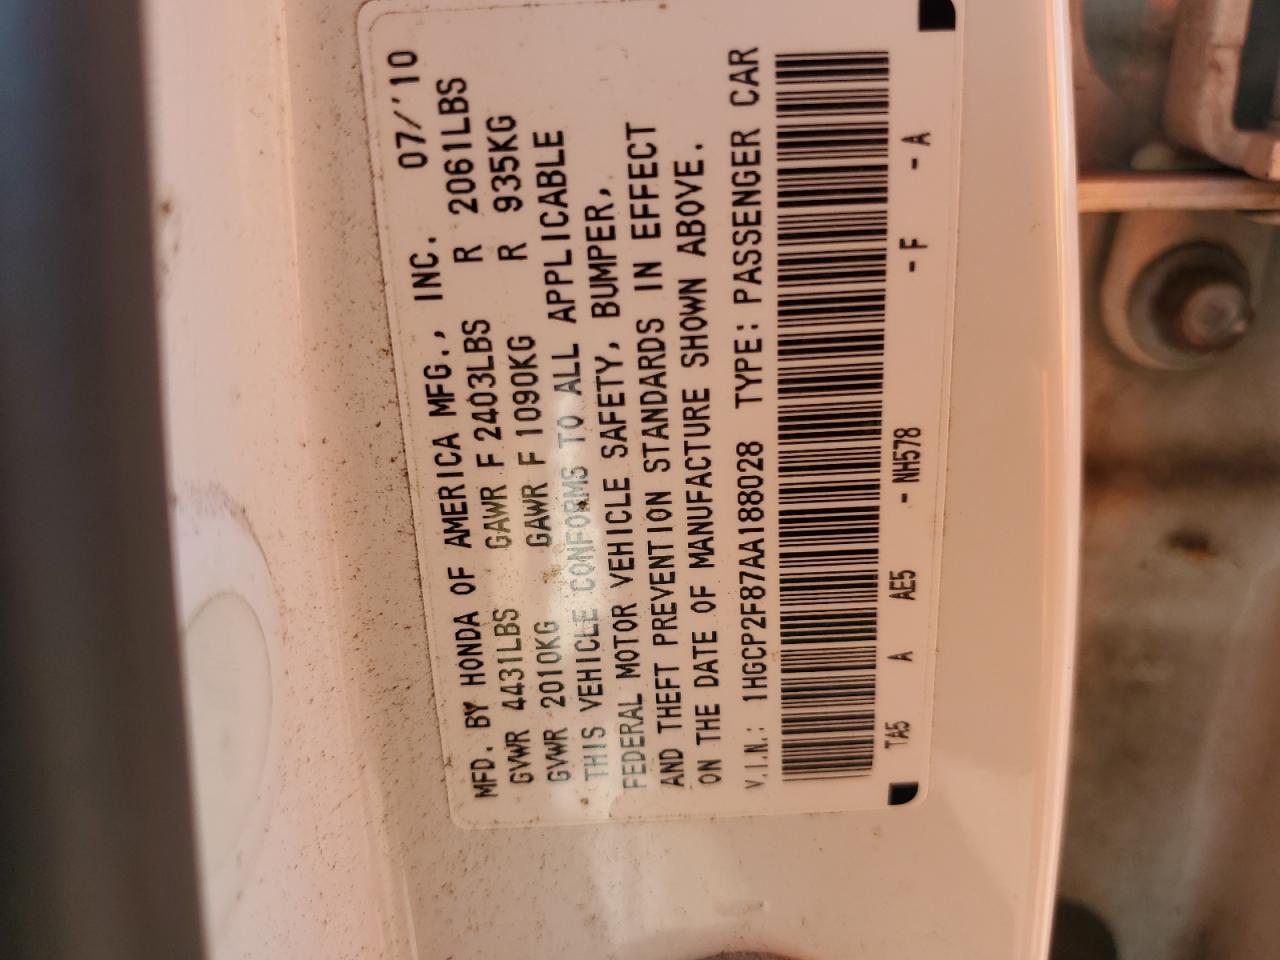 MFD. BY HONDA OF AMERICA MFG., INC. 07/'10
GVWR 4431LBS GAWR F 2403LBS R 2061LBS
GVWR 2010KG GAWR F 1090KG R 935KG
THIS VEHICLE CONFORMS TO ALL APPLICABLE
FEDERAL MOTOR VEHICLE SAFETY, BUMPER,
AND THEFT PREVENTION STANDARDS IN EFFECT
ON THE DATE OF MANUFACTURE SHOWN ABOVE.
V.I.N.: 1HGCP2F87AA188028 TYPE: PASSENGER CAR
TA5 A AE5 - NH578 - F - A